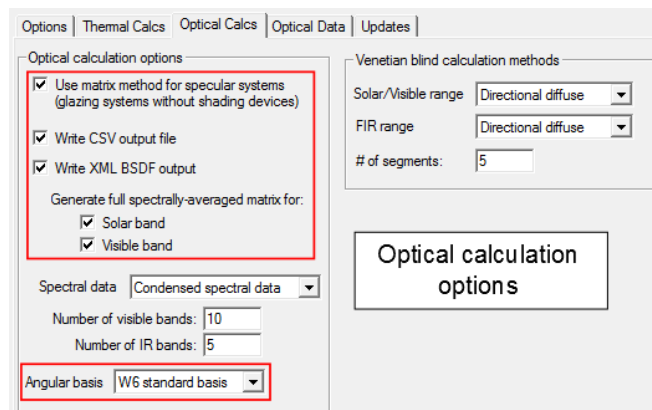 Options Thermal Calcs Optical Calcs Optical Data Updates
Optical calculation options
Use matrix method for specular systems
(glazing systems without shading devices)
Write CSV output file
Write XML BSDF output
Generate full spectrally-averaged matrix for:
Solar band
Visible band
Spectral data Condensed spectral data
Number of visible bands: 10
Number of IR bands: 5
Angular basis W6 standard basis
Venetian blind calculation methods
Solar/Visible range Directional diffuse
FIR range Directional diffuse
# of segments: 5
Optical calculation
options